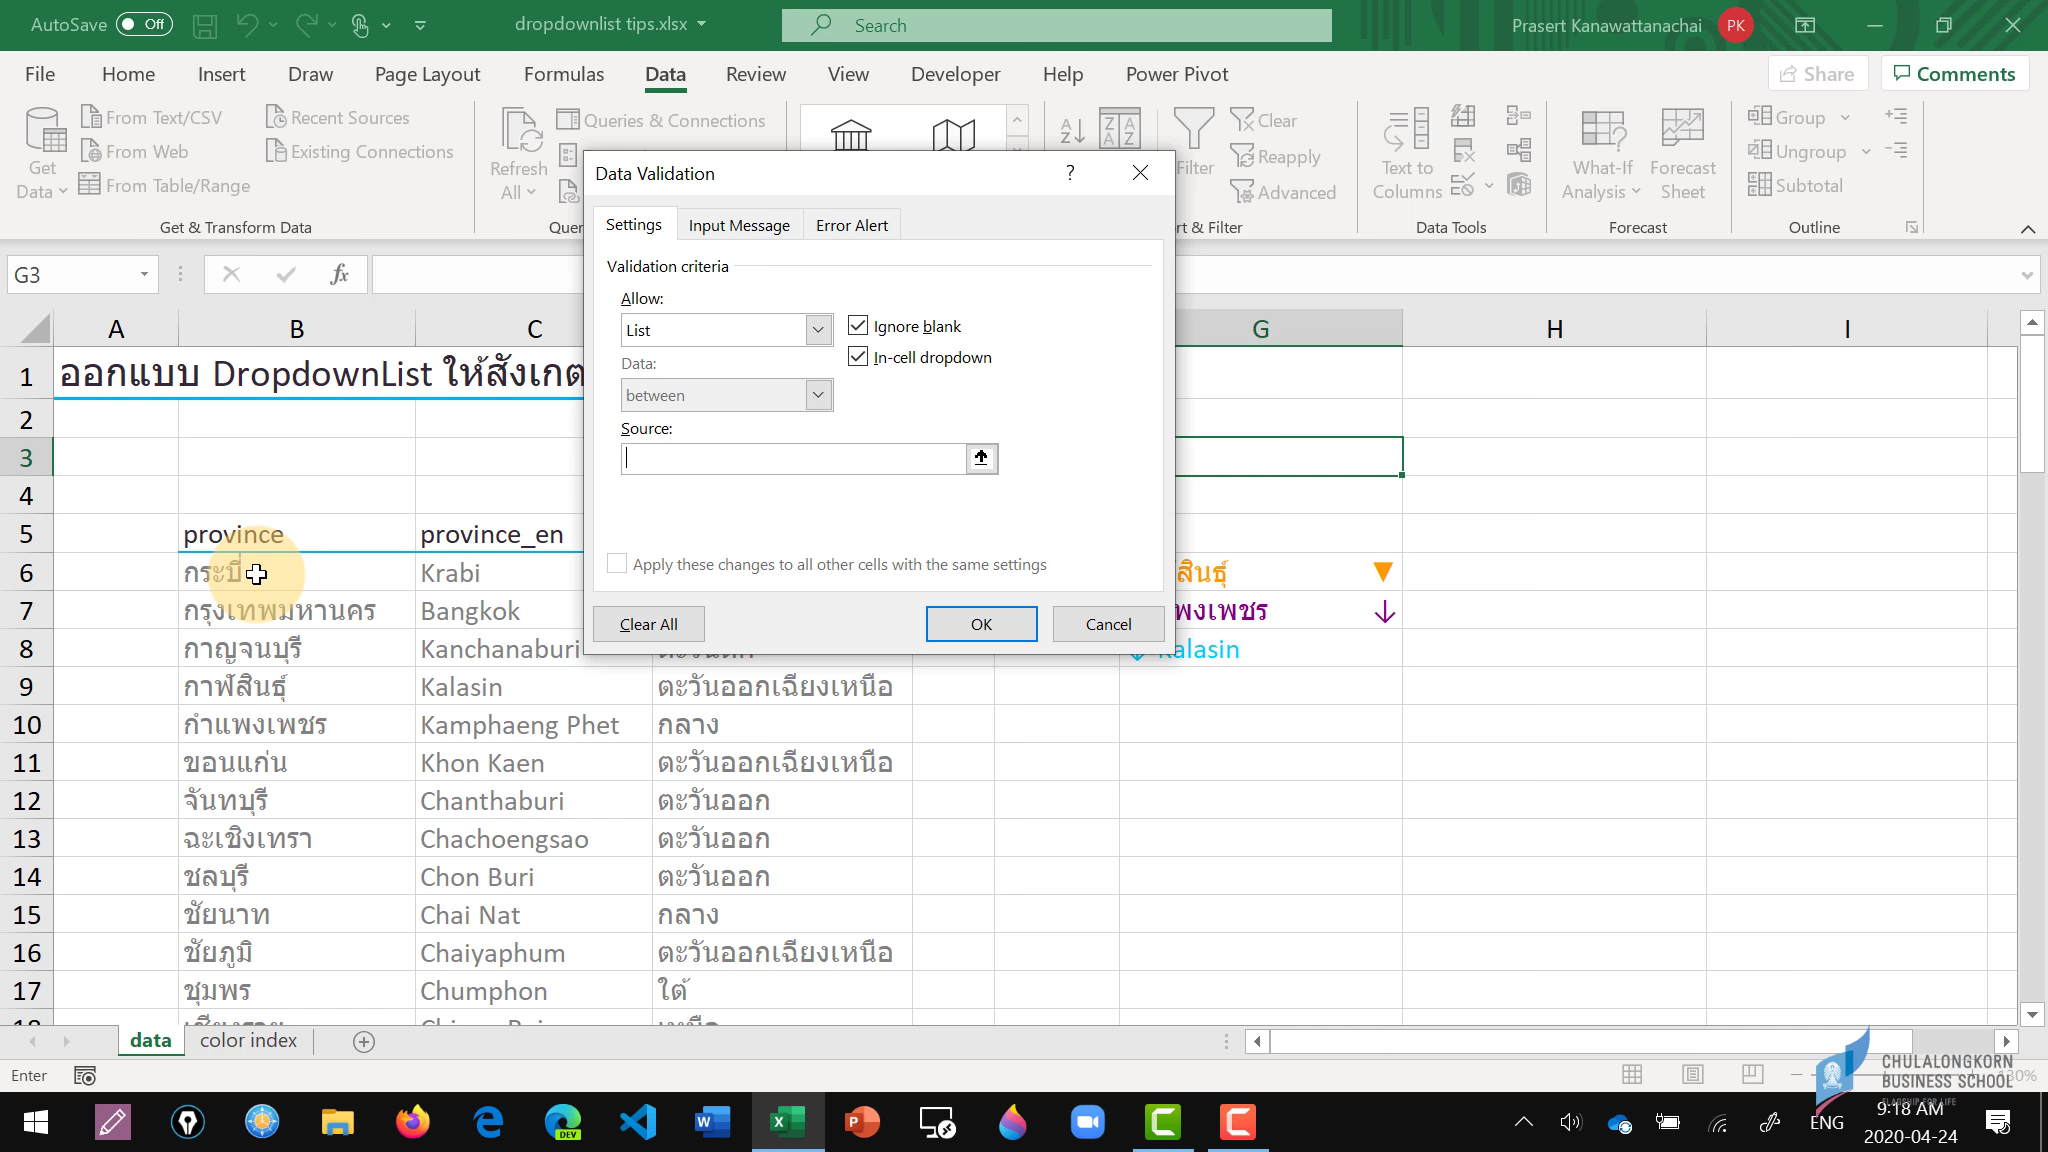 AutoSave Off dropdownlist tips.xlsx Search Prasert Kanawattanachai PK
File Home Insert Draw Page Layout Formulas Data Review View Developer Help Power Pivot Share Comments
Get Data
From Text/CSV
From Web
From Table/Range
Recent Sources
Existing Connections
Get & Transform Data
Refresh All
Queries & Connections
Clear
Reapply
Advanced
Filter
Text to Columns
Data Tools
What-If Analysis
Forecast Sheet
Forecast
Group
Ungroup
Subtotal
Outline
G3
fx
Data Validation ?
Settings Input Message Error Alert
Validation criteria
Allow:
List
Ignore blank
In-cell dropdown
Data:
between
Source:
Apply these changes to all other cells with the same settings
Clear All OK Cancel
A B C G H I
1 ออกแบบ DropdownList ให้สังเกต
2
3
4
5 province province_en
6 กระบี่ Krabi
7 กรุงเทพมหานคร Bangkok
8 กาญจนบุรี Kanchanaburi
9 กาฬสินธุ์ Kalasin ตะวันออกเฉียงเหนือ
10 กำแพงเพชร Kamphaeng Phet กลาง
11 ขอนแก่น Khon Kaen ตะวันออกเฉียงเหนือ
12 จันทบุรี Chanthaburi ตะวันออก
13 ฉะเชิงเทรา Chachoengsao ตะวันออก
14 ชลบุรี Chon Buri ตะวันออก
15 ชัยนาท Chai Nat กลาง
16 ชัยภูมิ Chaiyaphum ตะวันออกเฉียงเหนือ
17 ชุมพร Chumphon ใต้
data color index
Enter
CHULALONGKORN
BUSINESS SCHOOL
FLAGSHIP FOR LIFE
ENG 9:18 AM
2020-04-24